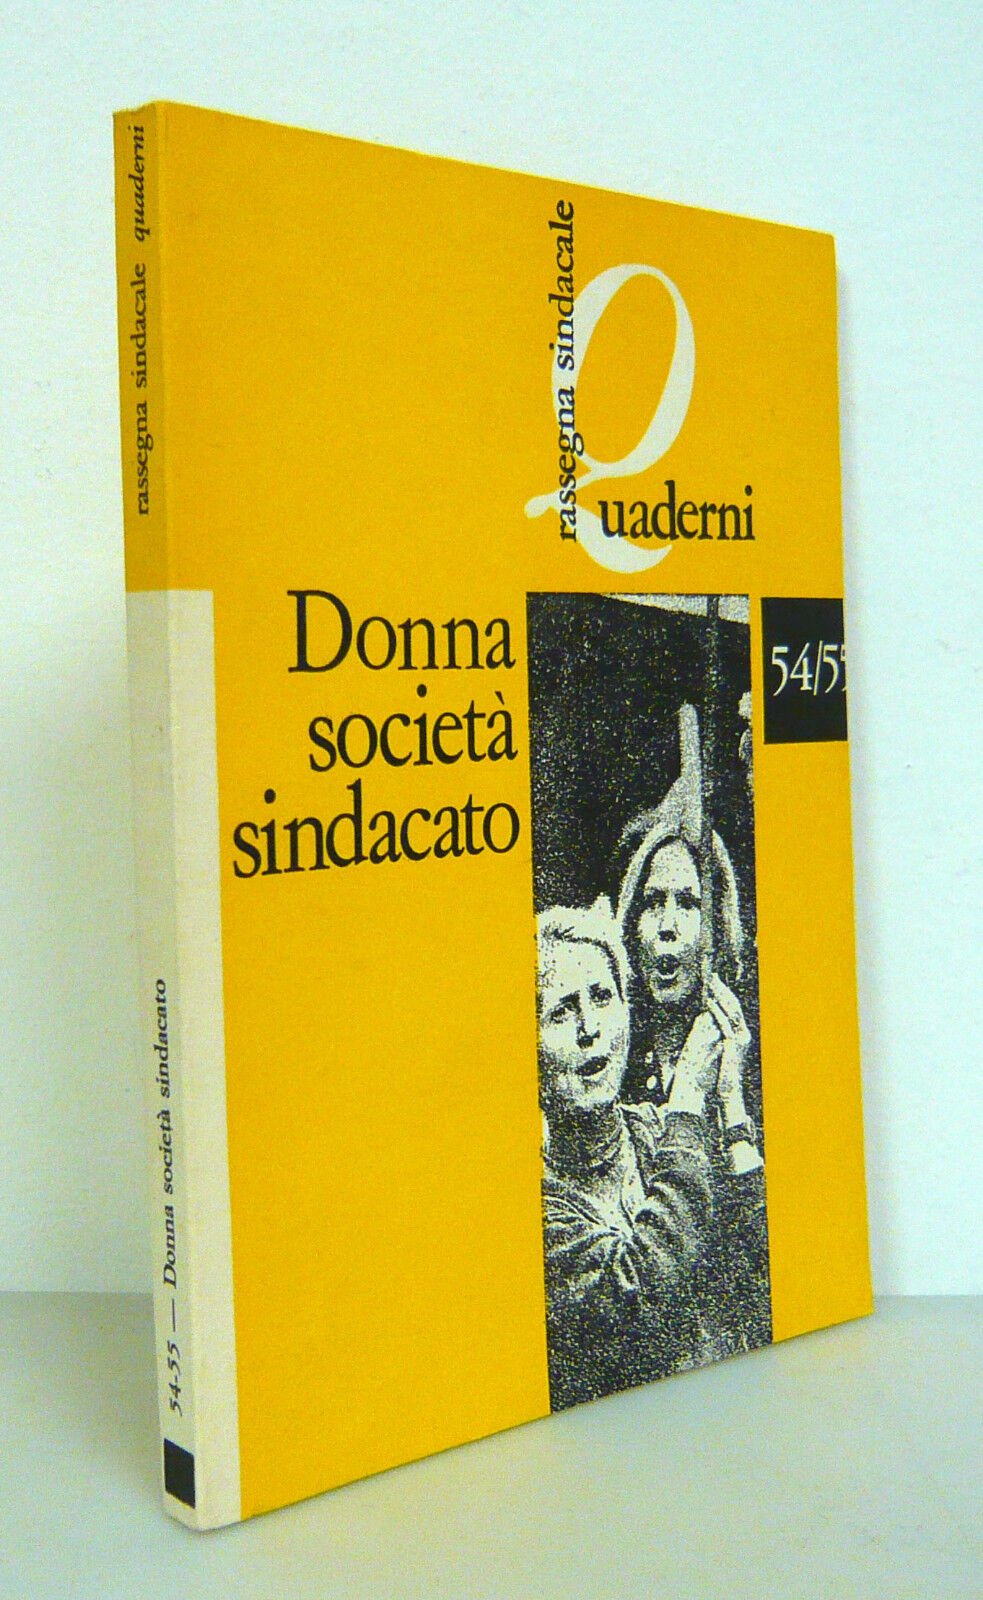 rassegna sindacale quaderni
54-55 — Donna società sindacato
rassegna sindacale
Quaderni
Donna
società
sindacato
54/55